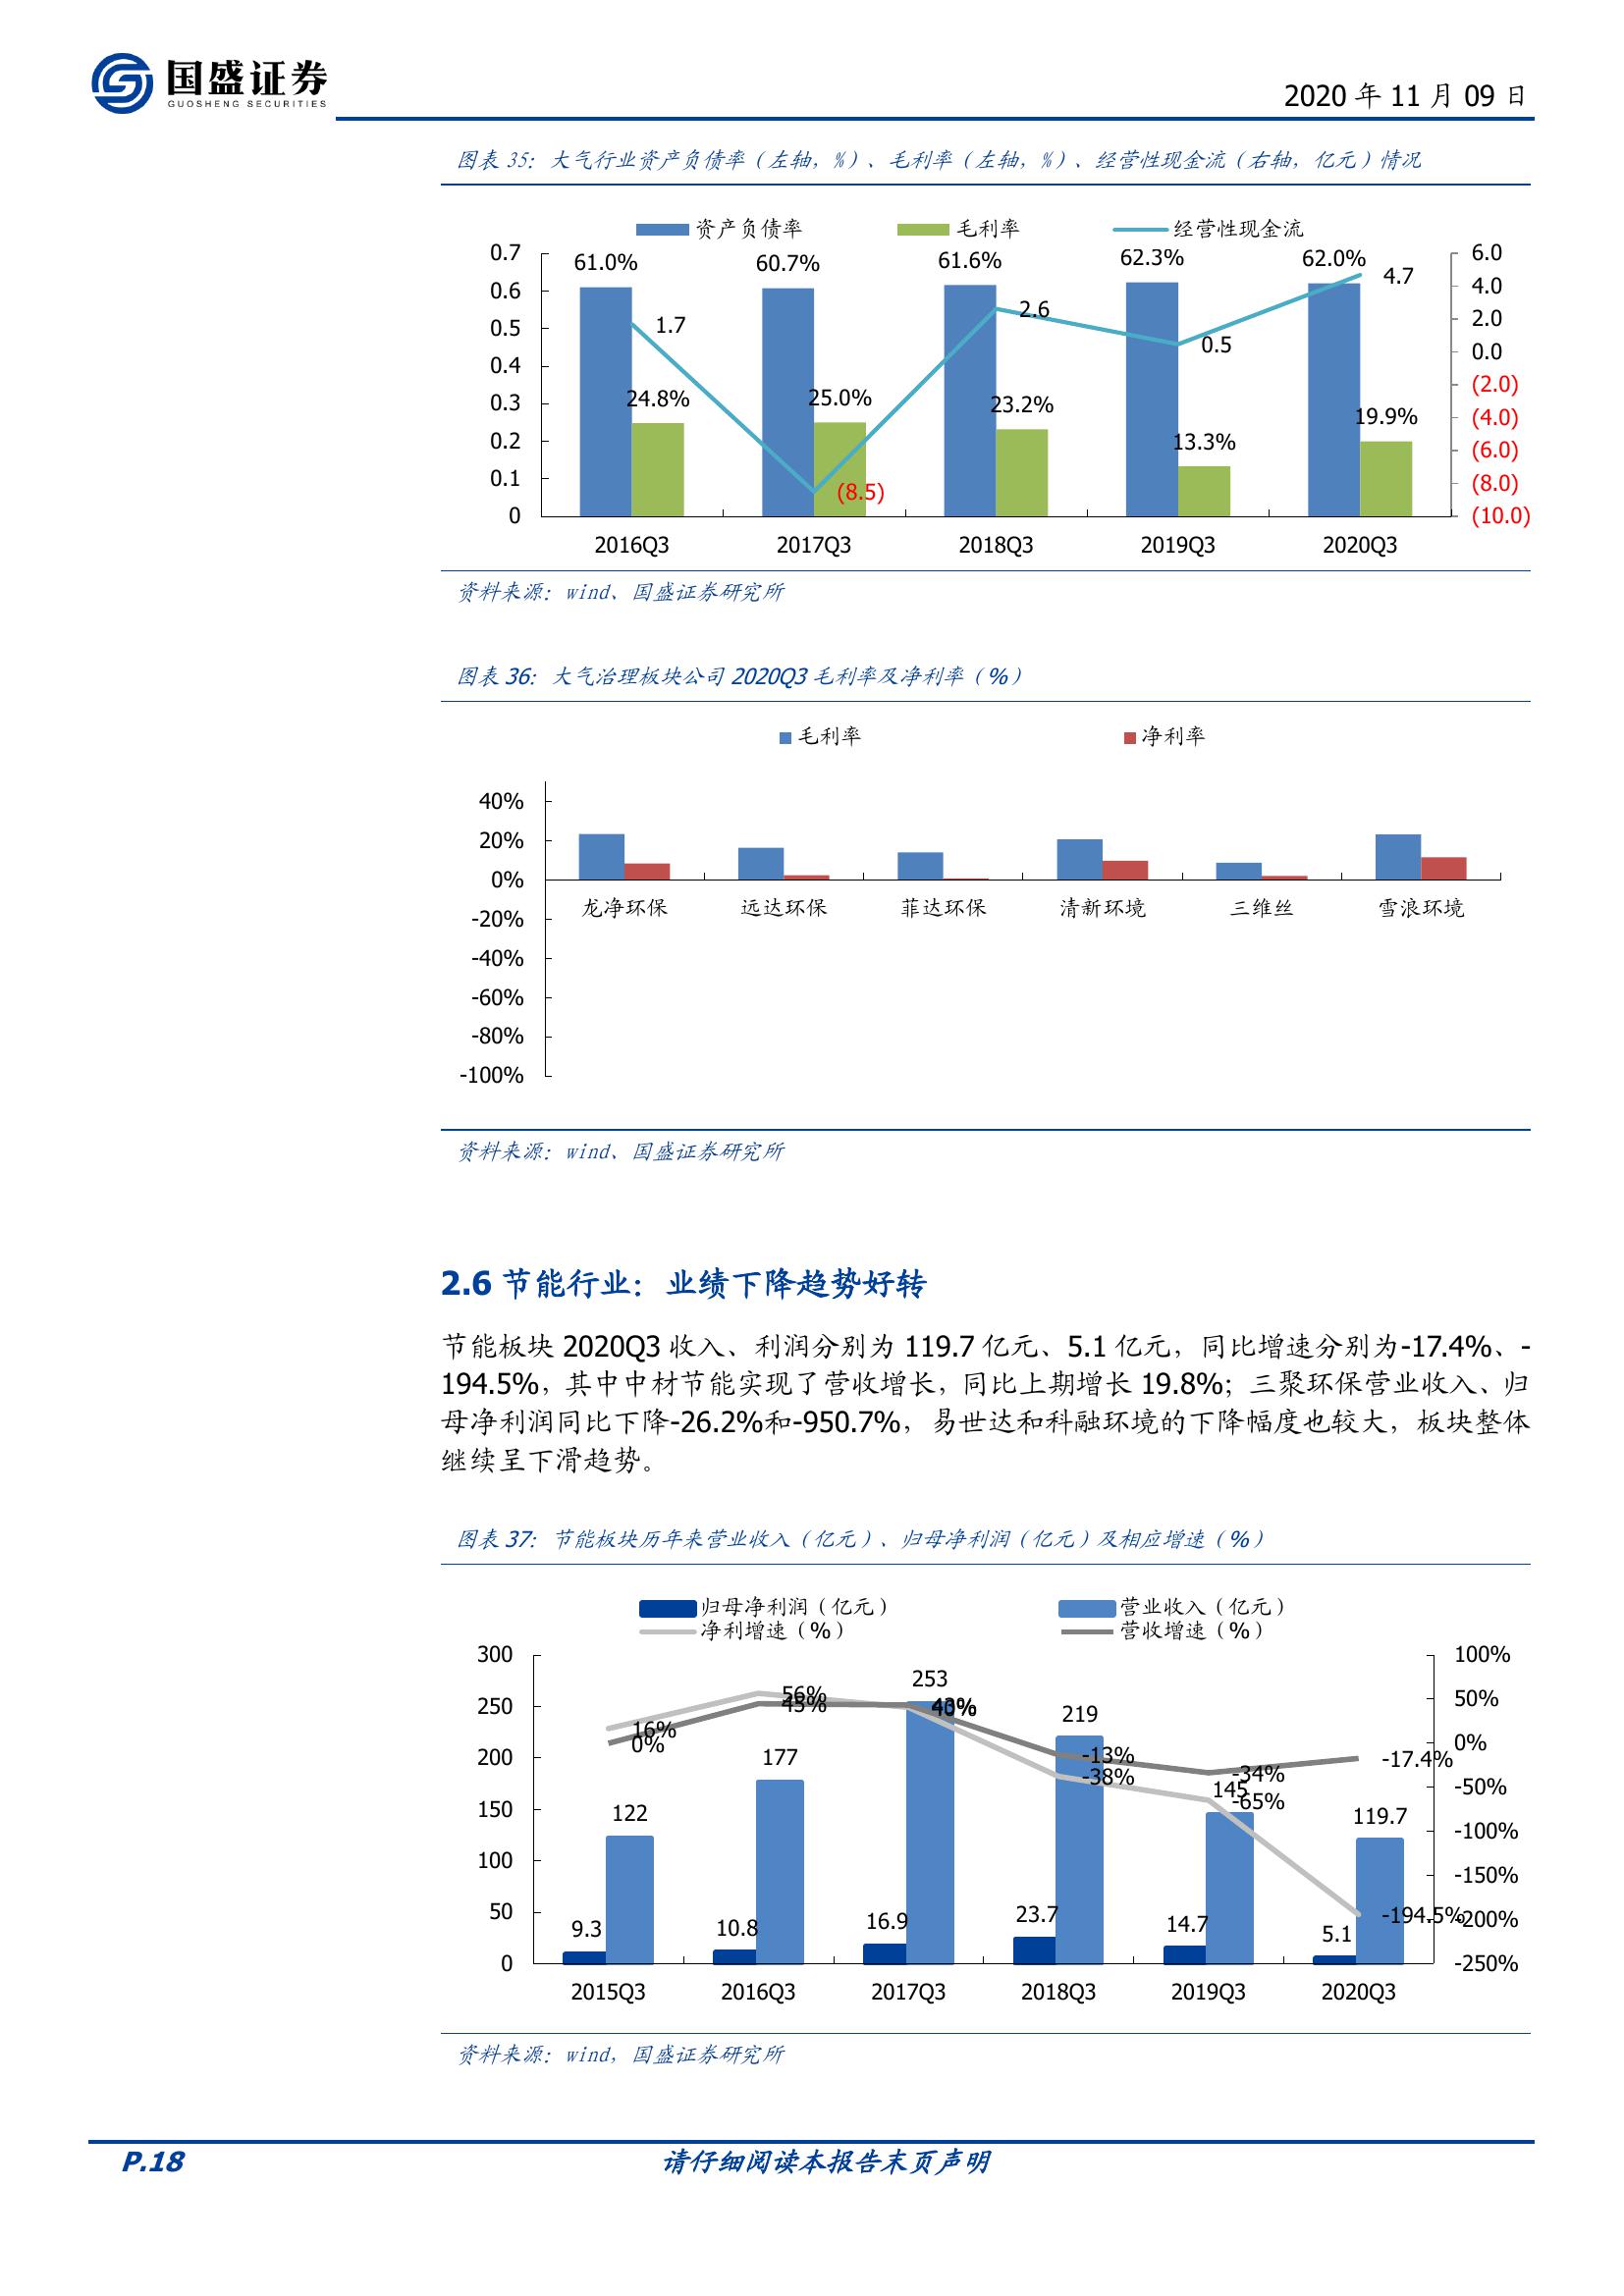 国盛证券
GUOSHENG SECURITIES
2020 年 11 月 09 日
图表 35：大气行业资产负债率（左轴，%）、毛利率（左轴，%）、经营性现金流（右轴，亿元）情况
资产负债率 毛利率 经营性现金流
0.7 0.6 0.5 0.4 0.3 0.2 0.1 0
61.0% 60.7% 61.6% 62.3% 62.0%
1.7 (8.5) 2.6 0.5 4.7
24.8% 25.0% 23.2% 13.3% 19.9%
6.0 4.0 2.0 0.0 (2.0) (4.0) (6.0) (8.0) (10.0)
2016Q3 2017Q3 2018Q3 2019Q3 2020Q3
资料来源：wind、国盛证券研究所
图表 36：大气治理板块公司 2020Q3 毛利率及净利率（%）
毛利率 净利率
40%
20%
0%
龙净环保 远达环保 菲达环保 清新环境 三维丝 雪浪环境
-20%
-40%
-60%
-80%
-100%
资料来源：wind、国盛证券研究所
2.6 节能行业：业绩下降趋势好转
节能板块 2020Q3 收入、利润分别为 119.7 亿元、5.1 亿元，同比增速分别为-17.4%、-
194.5%，其中中材节能实现了营收增长，同比上期增长 19.8%；三聚环保营业收入、归
母净利润同比下降-26.2%和-950.7%，易世达和科融环境的下降幅度也较大，板块整体
继续呈下滑趋势。
图表 37：节能板块历年来营业收入（亿元）、归母净利润（亿元）及相应增速（%）
归母净利润（亿元） 营业收入（亿元）
净利增速（%） 营收增速（%）
300 250 200 150 100 50 0
122 177 253 219 145 119.7
9.3 10.8 16.9 23.7 14.7 5.1
16% 56% 40% -38% -65% -194.5%
0% 45% 43% -13% -34% -17.4%
100% 50% 0% -50% -100% -150% -200% -250%
2015Q3 2016Q3 2017Q3 2018Q3 2019Q3 2020Q3
资料来源：wind，国盛证券研究所
P.18 请仔细阅读本报告末页声明